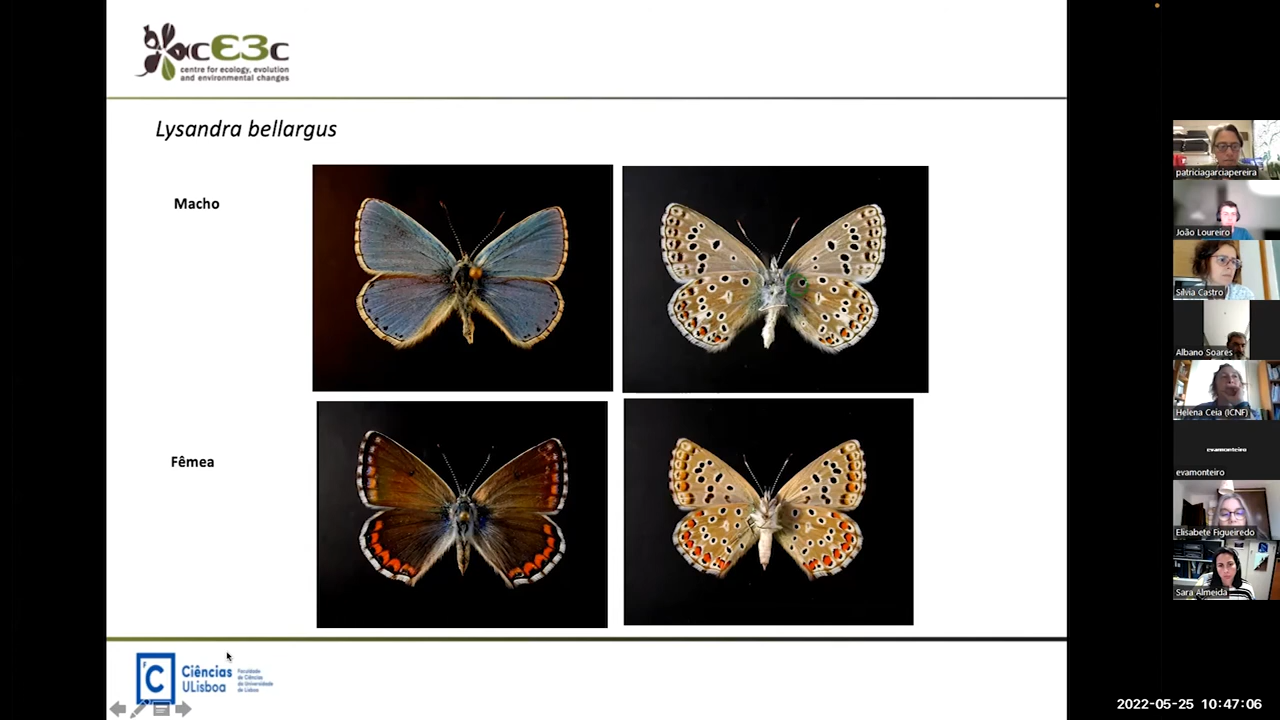 cE3c
centre for ecology, evolution
and environmental changes
Lysandra bellargus
Macho
Fêmea
Ciências
ULisboa
Faculdade
de Ciências
da Universidade
de Lisboa
patriciagarciapereira
João Loureiro
Sílvia Castro
Albano Soares
Helena Ceia (ICNF)
evamonteiro
evamonteiro
Elisabete Figueiredo
Sara Almeida
2022-05-25 10:47:06